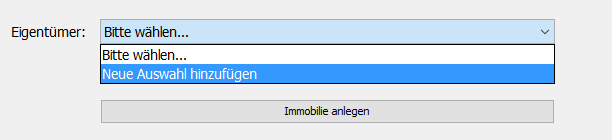 Eigentümer: Bitte wählen...
Bitte wählen...
Neue Auswahl hinzufügen
Immobilie anlegen